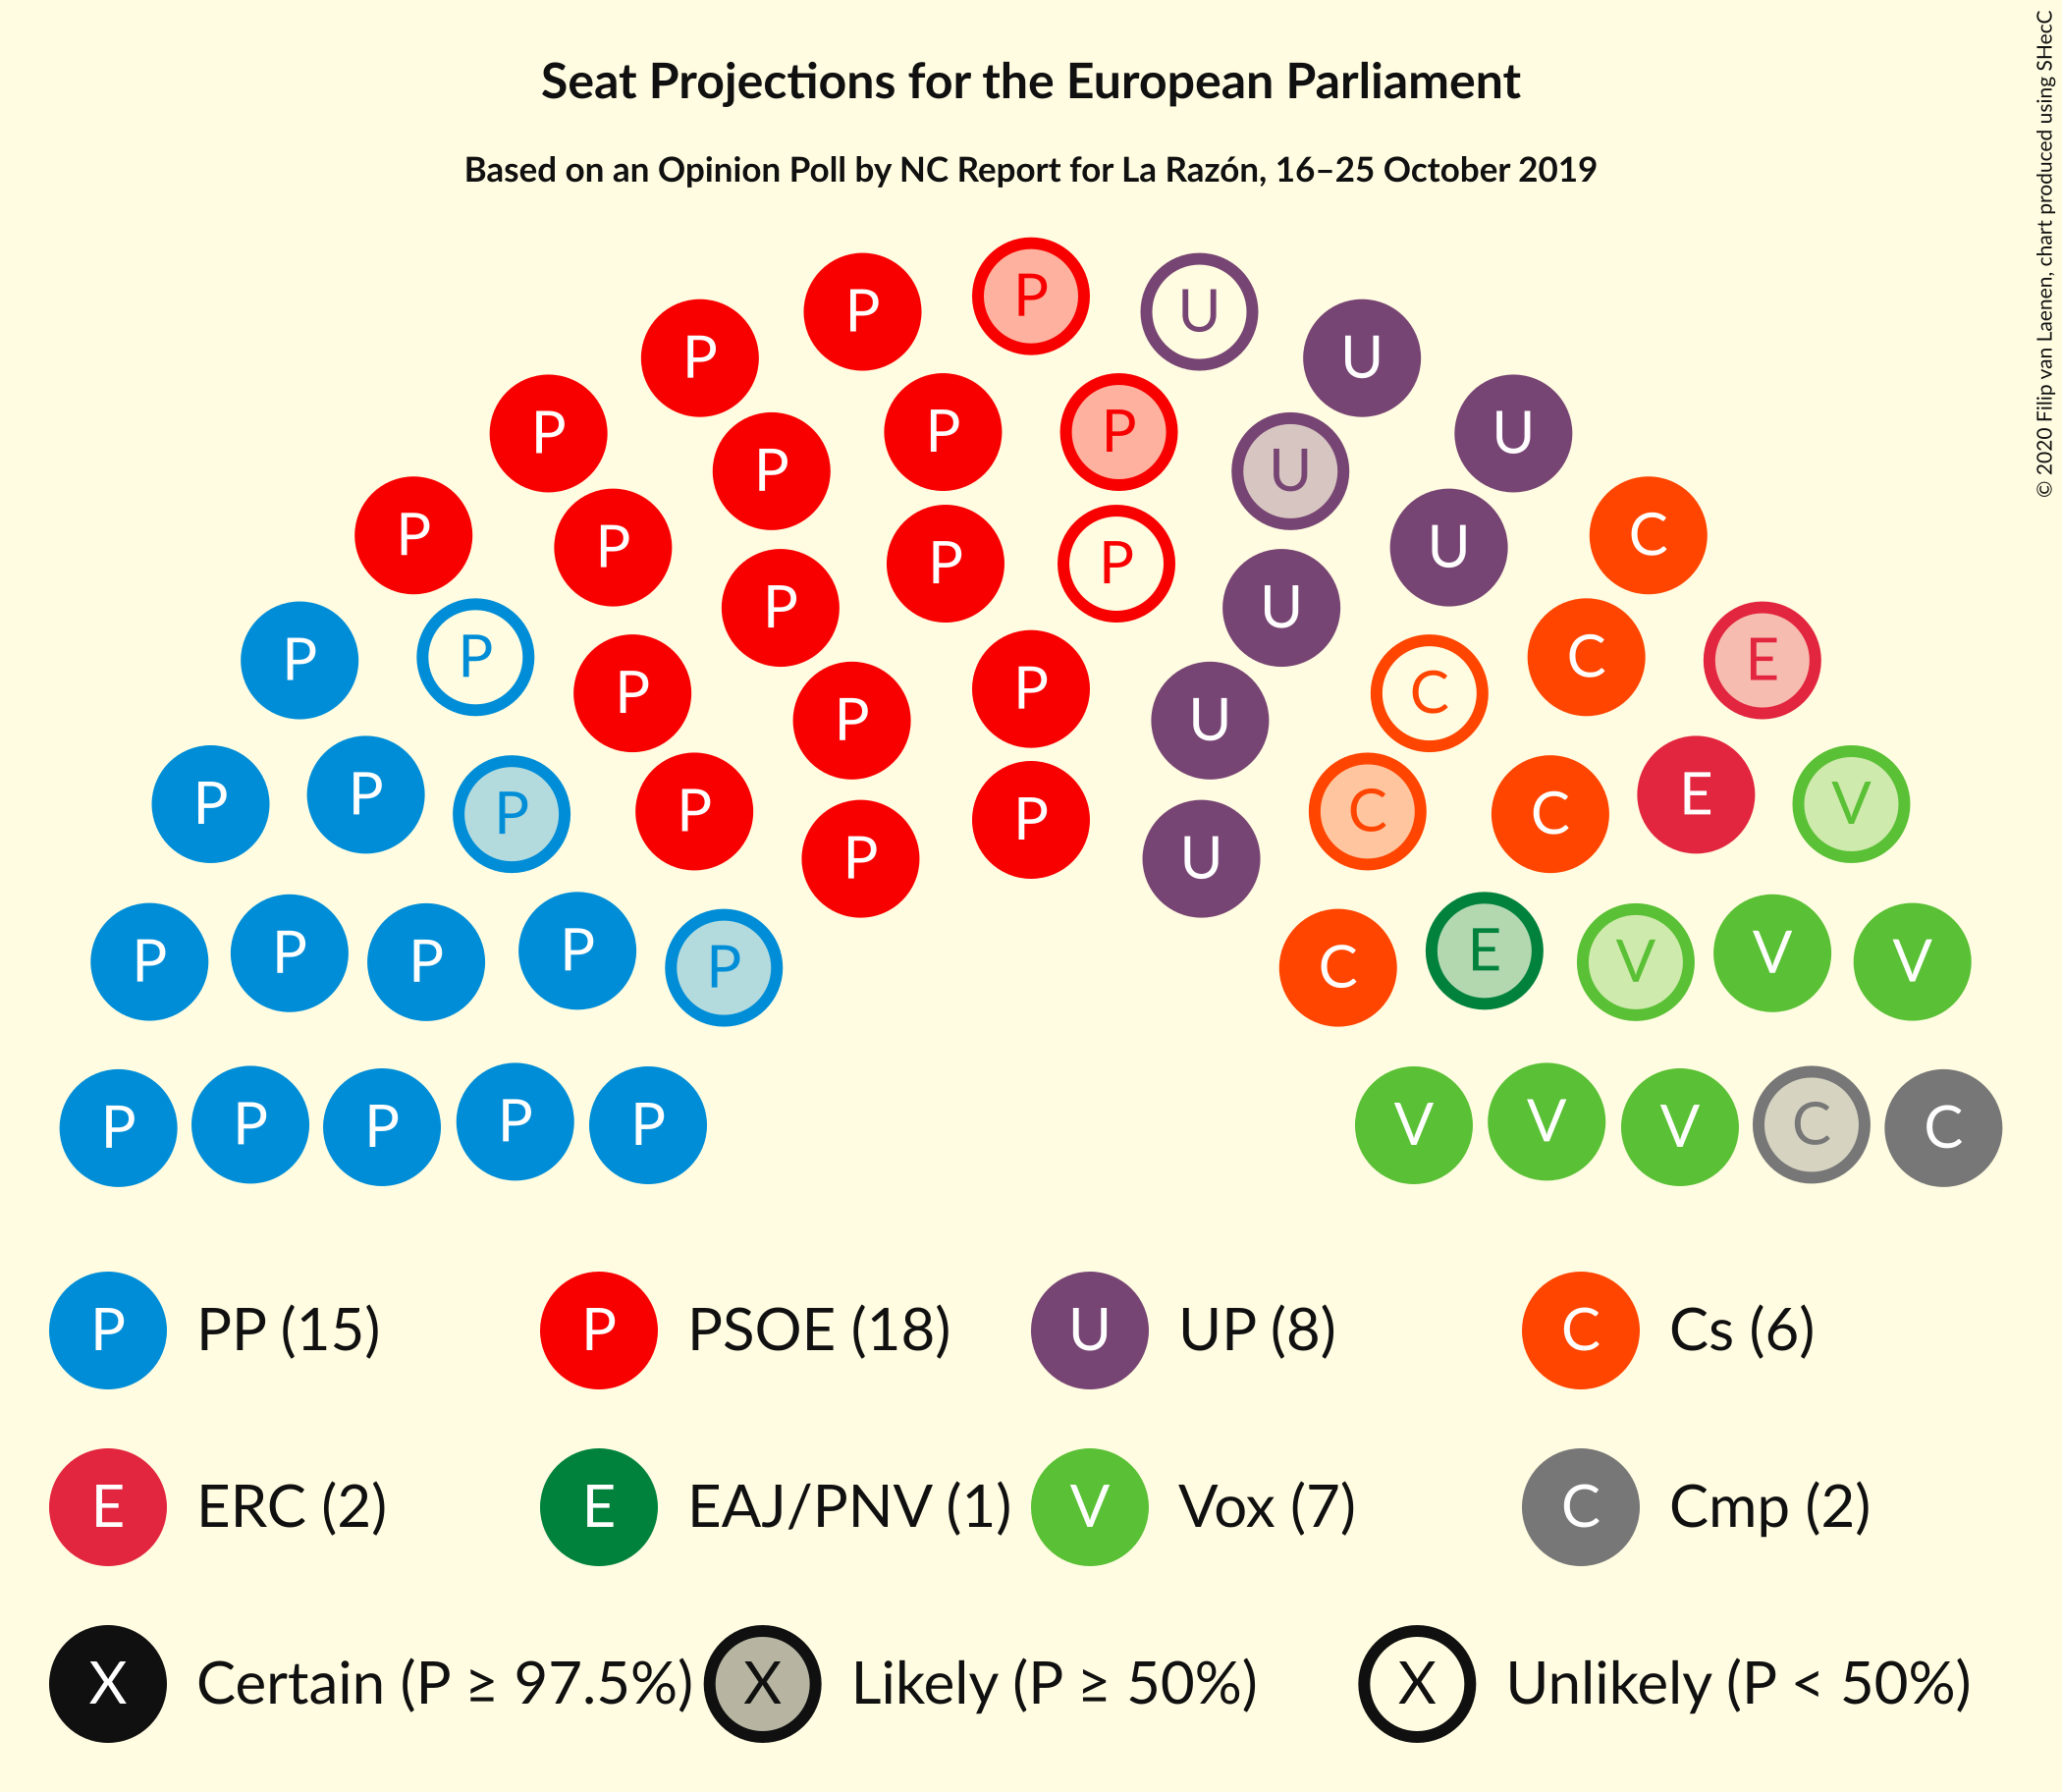 Seat Projections for the European Parliament
Based on an Opinion Poll by NC Report for La Razón, 16–25 October 2019
© 2020 Filip van Laenen, chart produced using SHecC
P P P U U
P P P P U U
P P P P U C
P P P P U U C
P P P P U C C E
P P P P P P U C C E V
P P U
P P P P P C E V V V
P P P P P V V V C C
P PP (15) P PSOE (18) U UP (8) C Cs (6)
E ERC (2) E EAJ/PNV (1) V Vox (7) C Cmp (2)
X Certain (P ≥ 97.5%) X Likely (P ≥ 50%) X Unlikely (P < 50%)